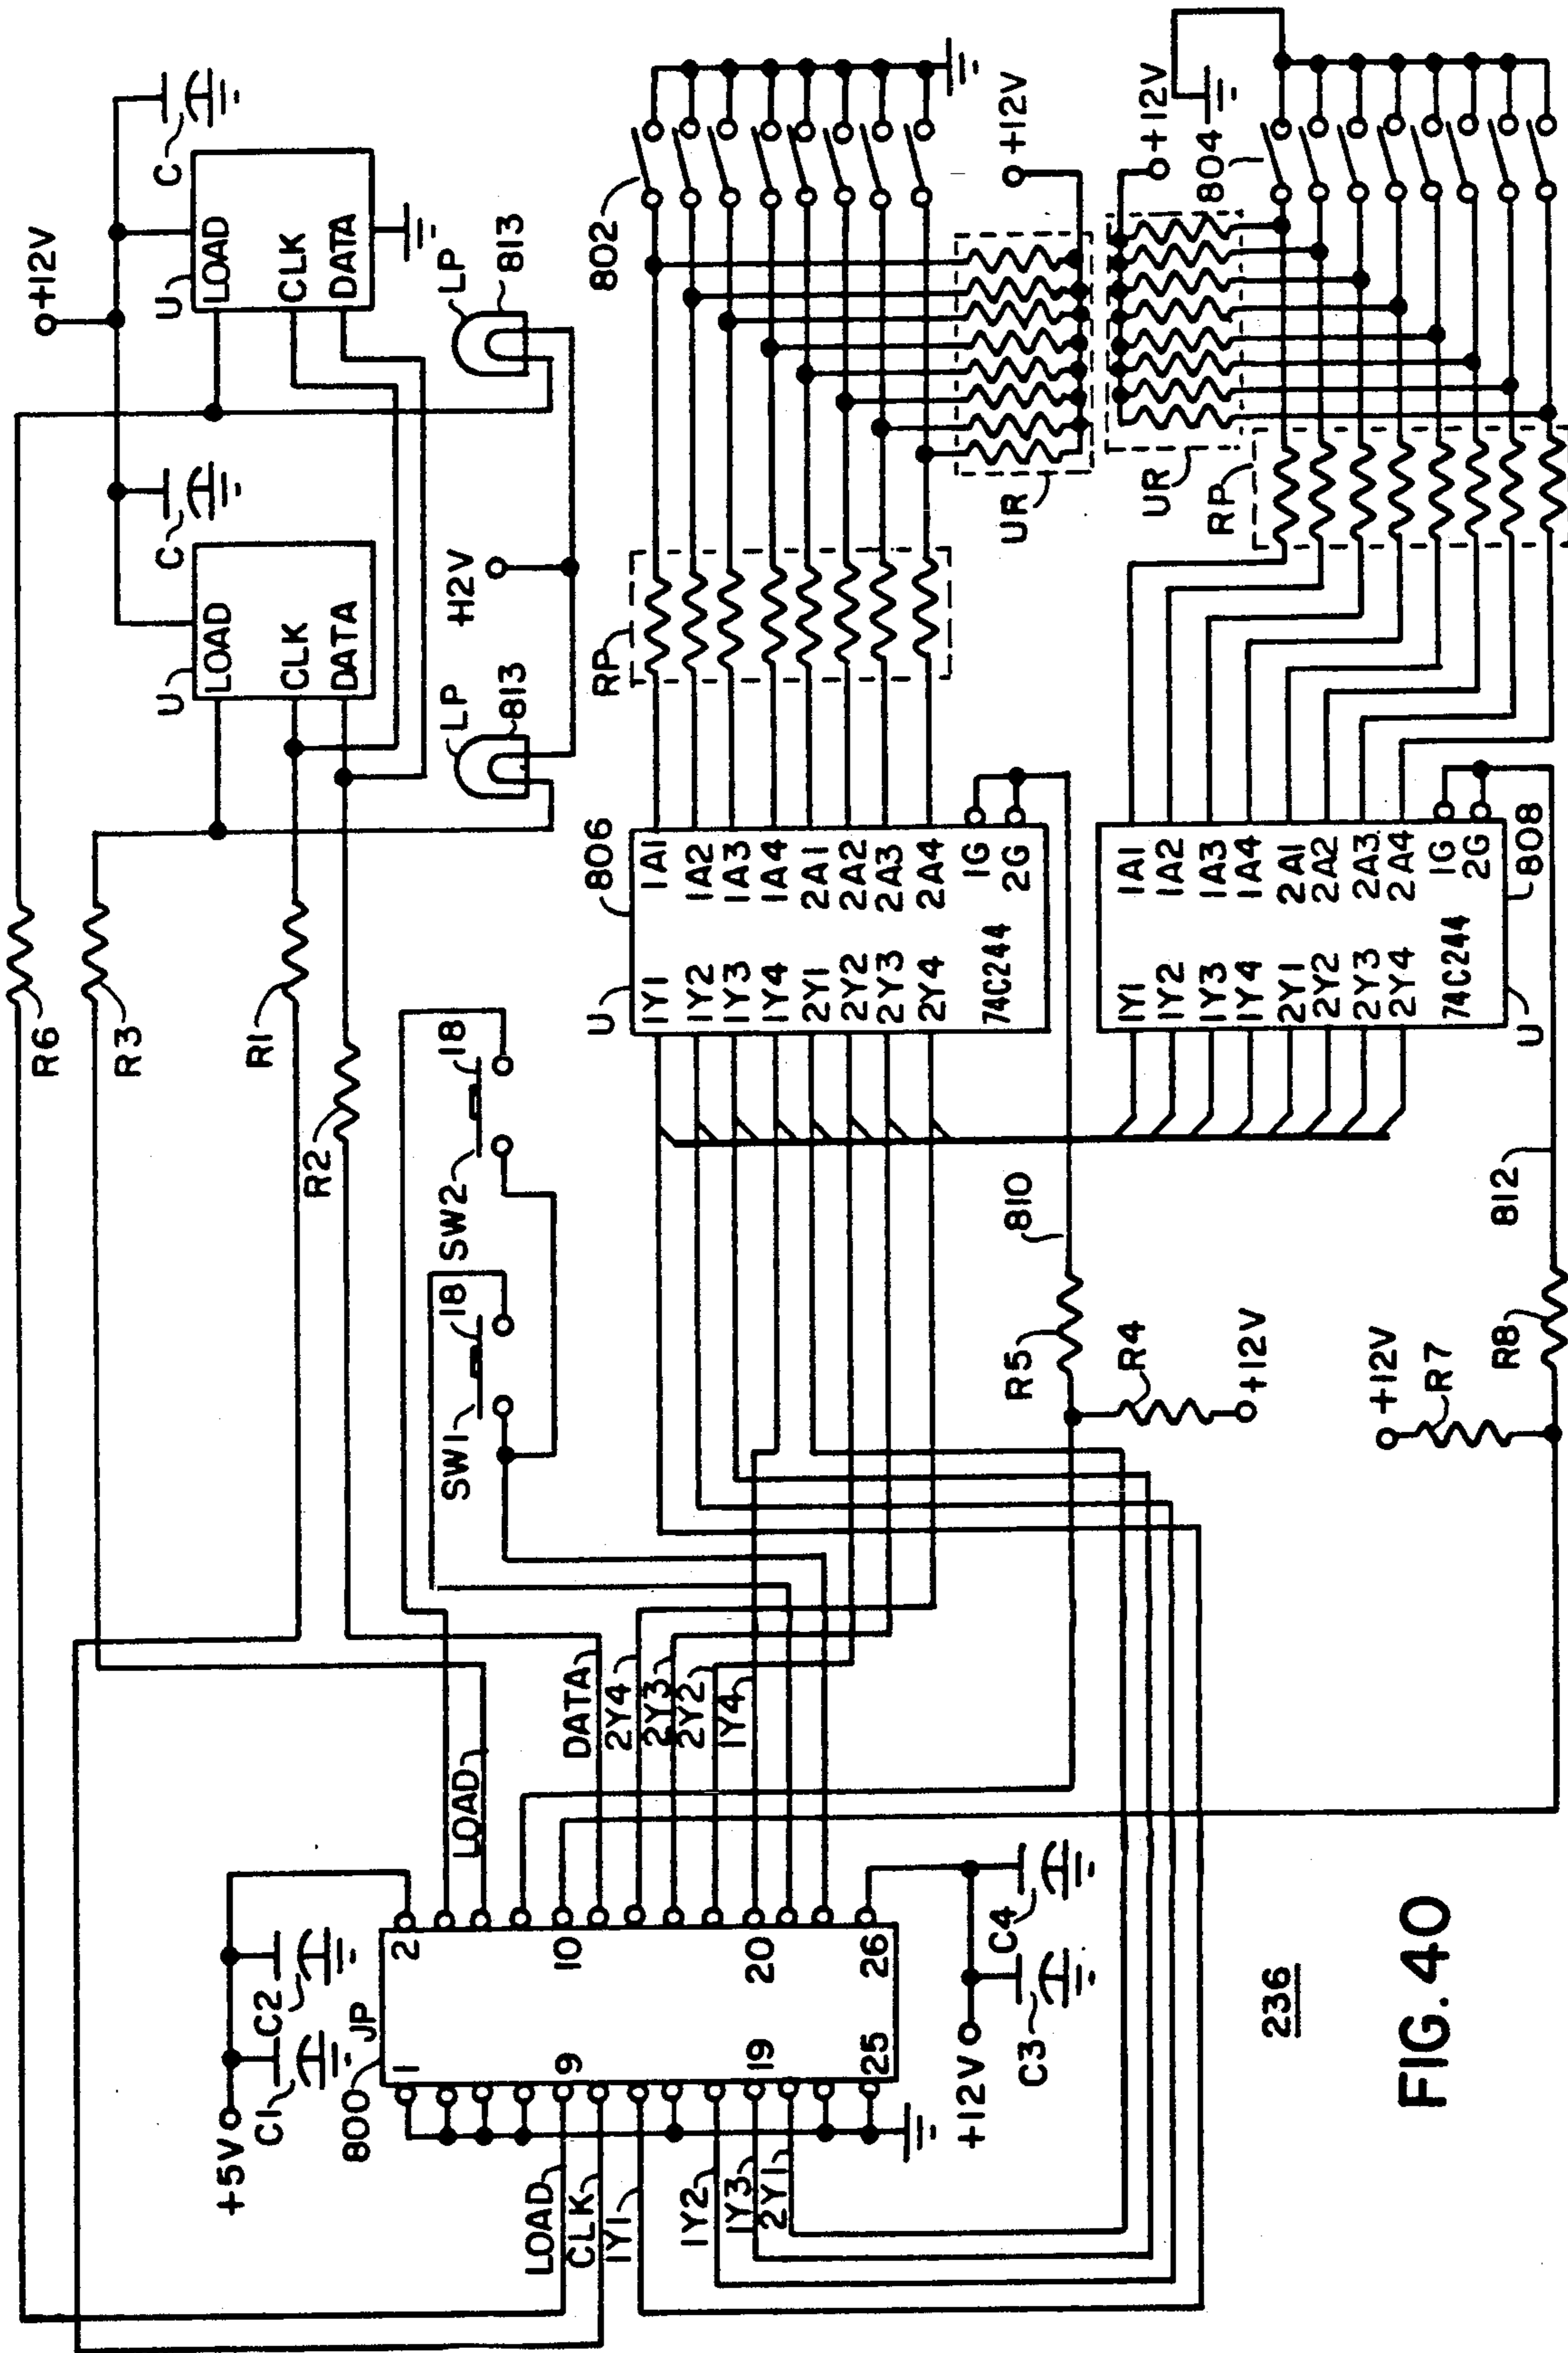 +12V
C
U
LOAD
CLK
DATA
C
U
LOAD
CLK
DATA
LP
813
LP
813
+12V
R6
R3
R1
R2
SW1
18
SW2
18
+5V
C1
C2
800
JP
1
2
9
10
19
20
25
26
LOAD
DATA
2Y4
2Y3
2Y2
1Y4
LOAD
CLK
1Y1
1Y2
1Y3
2Y1
+12V
C3
C4
U
806
1Y1 1A1
1Y2 1A2
1Y3 1A3
1Y4 1A4
2Y1 2A1
2Y2 2A2
2Y3 2A3
2Y4 2A4
1G
74C244 2G
RP
802
UR
+12V
+12V
804
UR
RP
1Y1 1A1
1Y2 1A2
1Y3 1A3
1Y4 1A4
2Y1 2A1
2Y2 2A2
2Y3 2A3
2Y4 2A4
1G
74C244 2G
U
808
810
R5
R4
+12V
812
+12V
R7
R8
236
FIG. 40